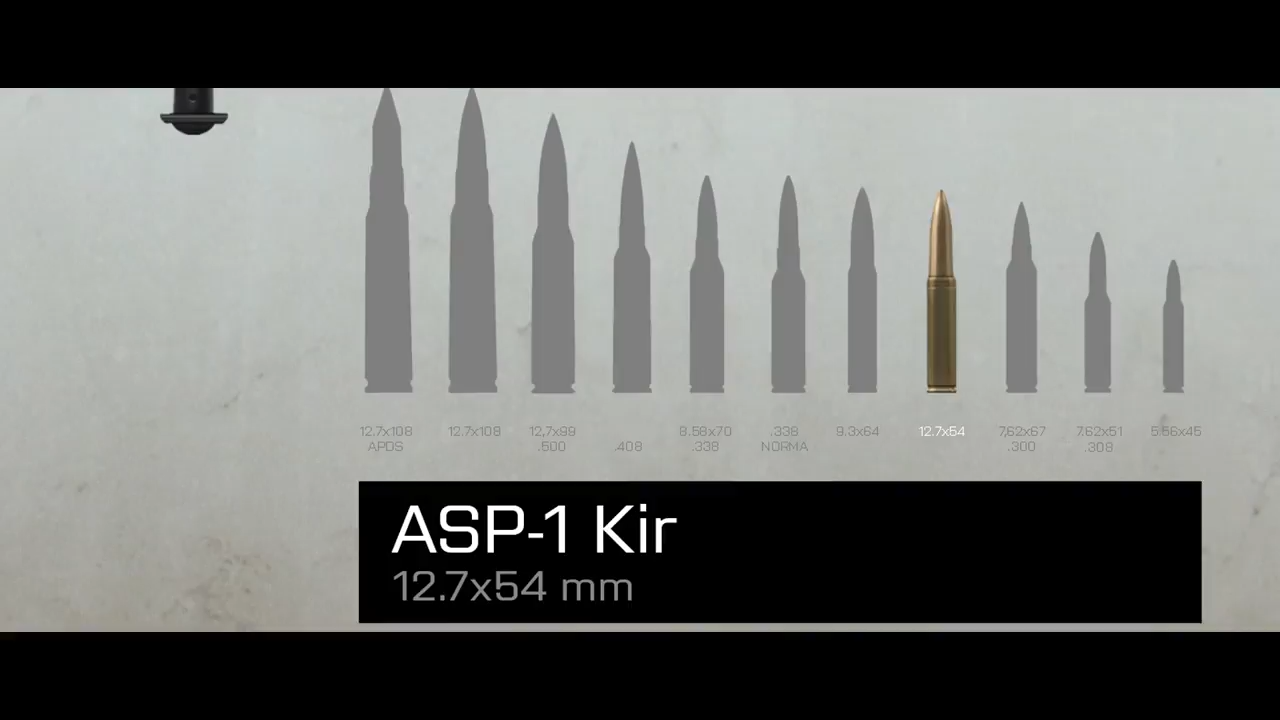 12.7x108 12.7x108 12,7x99 8.58x70 .338 9.3x64 12.7x54 7,62x67 7.62x51 5.56x45
APDS .500 .408 .338 NORMA .300 .308
ASP-1 Kir
12.7x54 mm